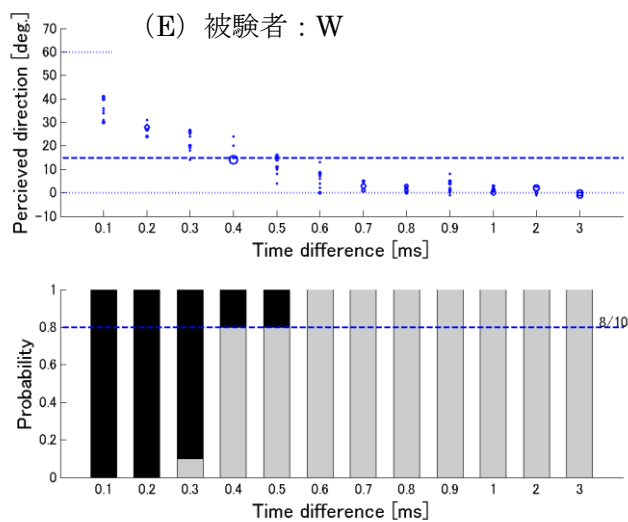 (E) 被験者：W
Percieved direction [deg.]
70
60
50
40
30
20
10
0
-10
0.1 0.2 0.3 0.4 0.5 0.6 0.7 0.8 0.9 1 2 3
Time difference [ms]
Probability
1
0.8
0.6
0.4
0.2
0
8/10
0.1 0.2 0.3 0.4 0.5 0.6 0.7 0.8 0.9 1 2 3
Time difference [ms]